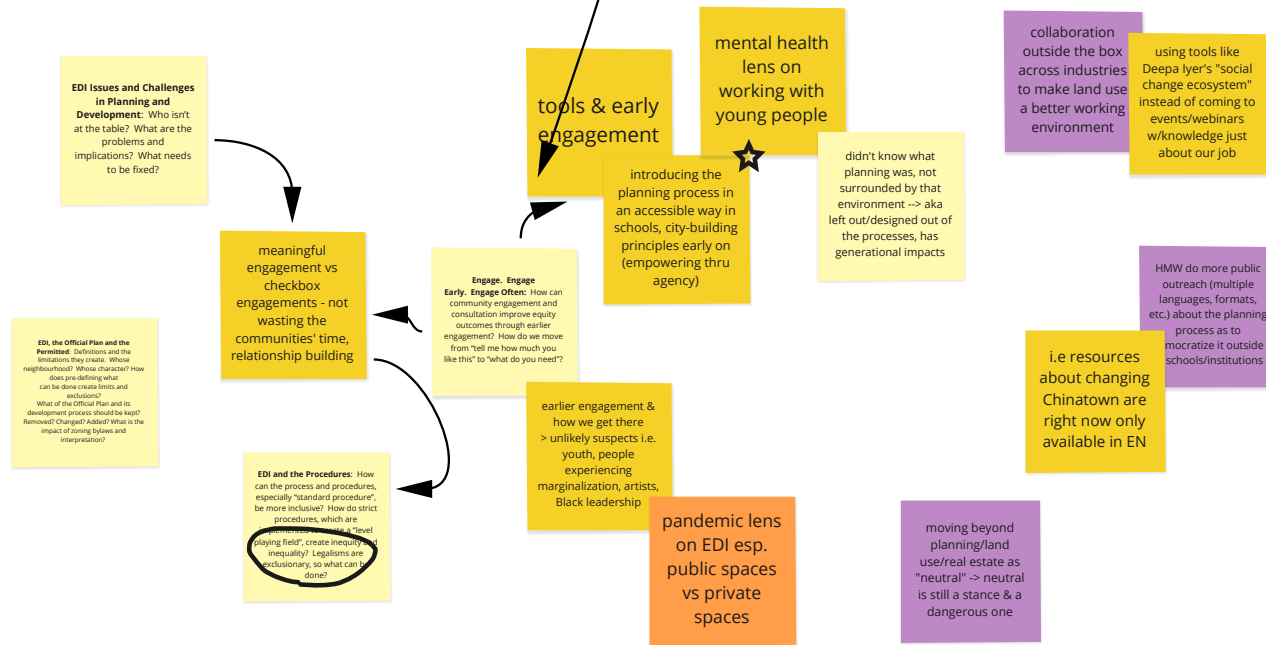 EDI Issues and Challenges
in Planning and
Development: Who isn't
at the table? What are the
problems and
implications? What needs
to be fixed?
tools & early
engagement
mental health
lens on
working with
young people
collaboration
outside the box
across industries
to make land use
a better working
environment
using tools like
Deepa Iyer's "social
change ecosystem"
instead of coming to
events/webinars
w/knowledge just
about our job
introducing the
planning process in
an accessible way in
schools, city-building
principles early on
(empowering thru
agency)
didn't know what
planning was, not
surrounded by that
environment --> aka
left out/designed out of
the processes, has
generational impacts
meaningful
engagement vs
checkbox
engagements - not
wasting the
communities' time,
relationship building
Engage. Engage
Early. Engage Often: How can
community engagement and
consultation improve equity
outcomes through earlier
engagement? How do we move
from "tell me how much you
like this" to "what do you need"?
HMW do more public
outreach (multiple
languages, formats,
etc.) about the planning
process as to
mocratize it outside
schools/institutions
EDI, the Official Plan and the
Permitted: Definitions and the
limitations they create. Whose
neighbourhood? Whose character? How
does pre-defining what
can be done create limits and
exclusions?
What of the Official Plan and its
development process should be kept?
Removed? Changed? Added? What is the
impact of zoning bylaws and
interpretation?
i.e resources
about changing
Chinatown are
right now only
available in EN
earlier engagement &
how we get there
> unlikely suspects i.e.
youth, people
experiencing
marginalization, artists,
Black leadership
EDI and the Procedures: How
can the process and procedures,
especially "standard procedure",
be more inclusive? How do strict
procedures, which are
implemented to create a "level
playing field", create inequity and
inequality? Legalisms are
exclusionary, so what can be
done?
pandemic lens
on EDI esp.
public spaces
vs private
spaces
moving beyond
planning/land
use/real estate as
"neutral" -> neutral
is still a stance & a
dangerous one